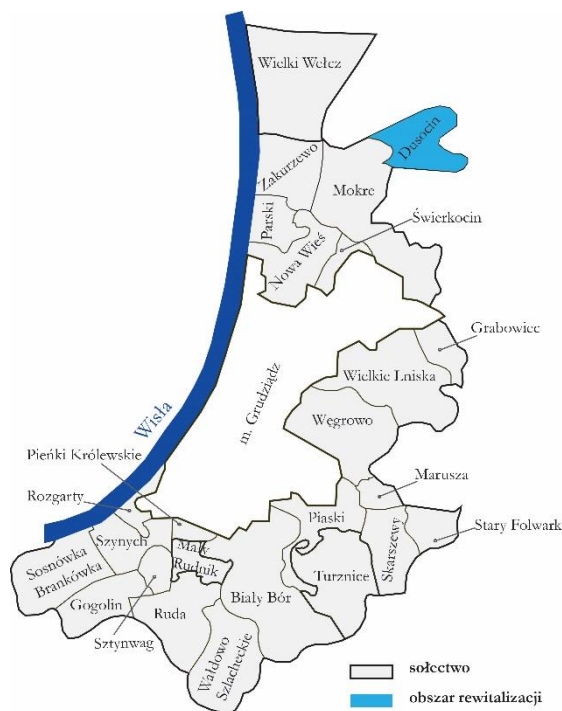 Wielki Wełcz
Dusocin
Zakurzewo
Mokre
Parski
Świerkocin
Nowa Wieś
Grabowiec
Wielkie Lniska
m. Grudziądz
Węgrowo
Wisła
Pieńki Królewskie
Marusza
Rozgarty
Piaski
Stary Folwark
Szynych
Mały
Rudnik
Skarszewy
Sosnówka
Brankówka
Turznice
Gogolin
Ruda
Biały Bór
Sztynwag
Wałdowo
Szlacheckie
sołectwo
obszar rewitalizacji